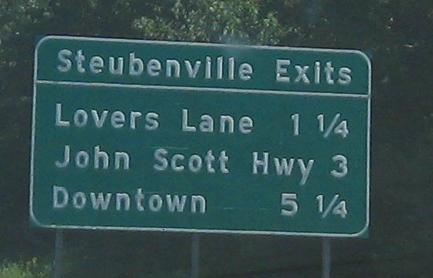 Steubenville Exits
Lovers Lane 1 1/4
John Scott Hwy 3
Downtown 5 1/4